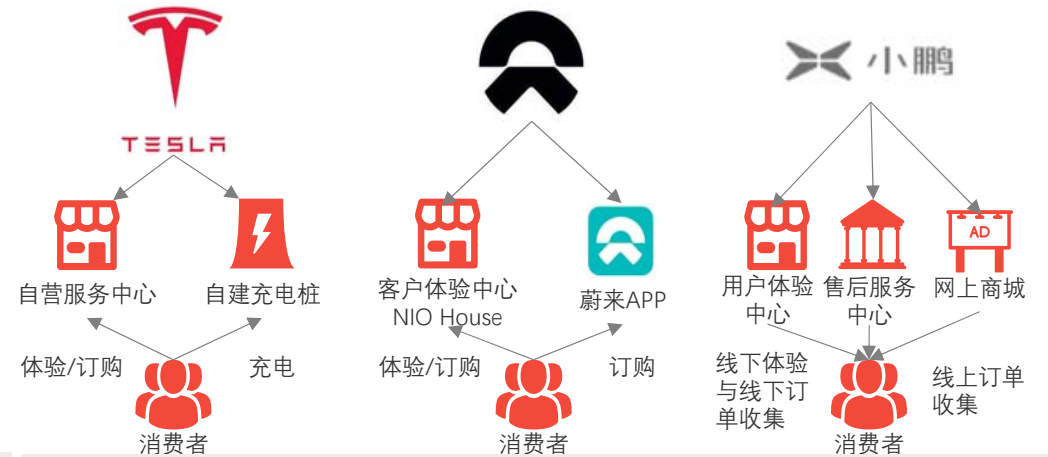 TESLA
自营服务中心
自建充电桩
体验/订购
充电
消费者
客户体验中心
NIO House
蔚来APP
体验/订购
订购
消费者
小鹏
用户体验
中心
售后服务
中心
AD
网上商城
线下体验
与线下订
单收集
线上订单
收集
消费者